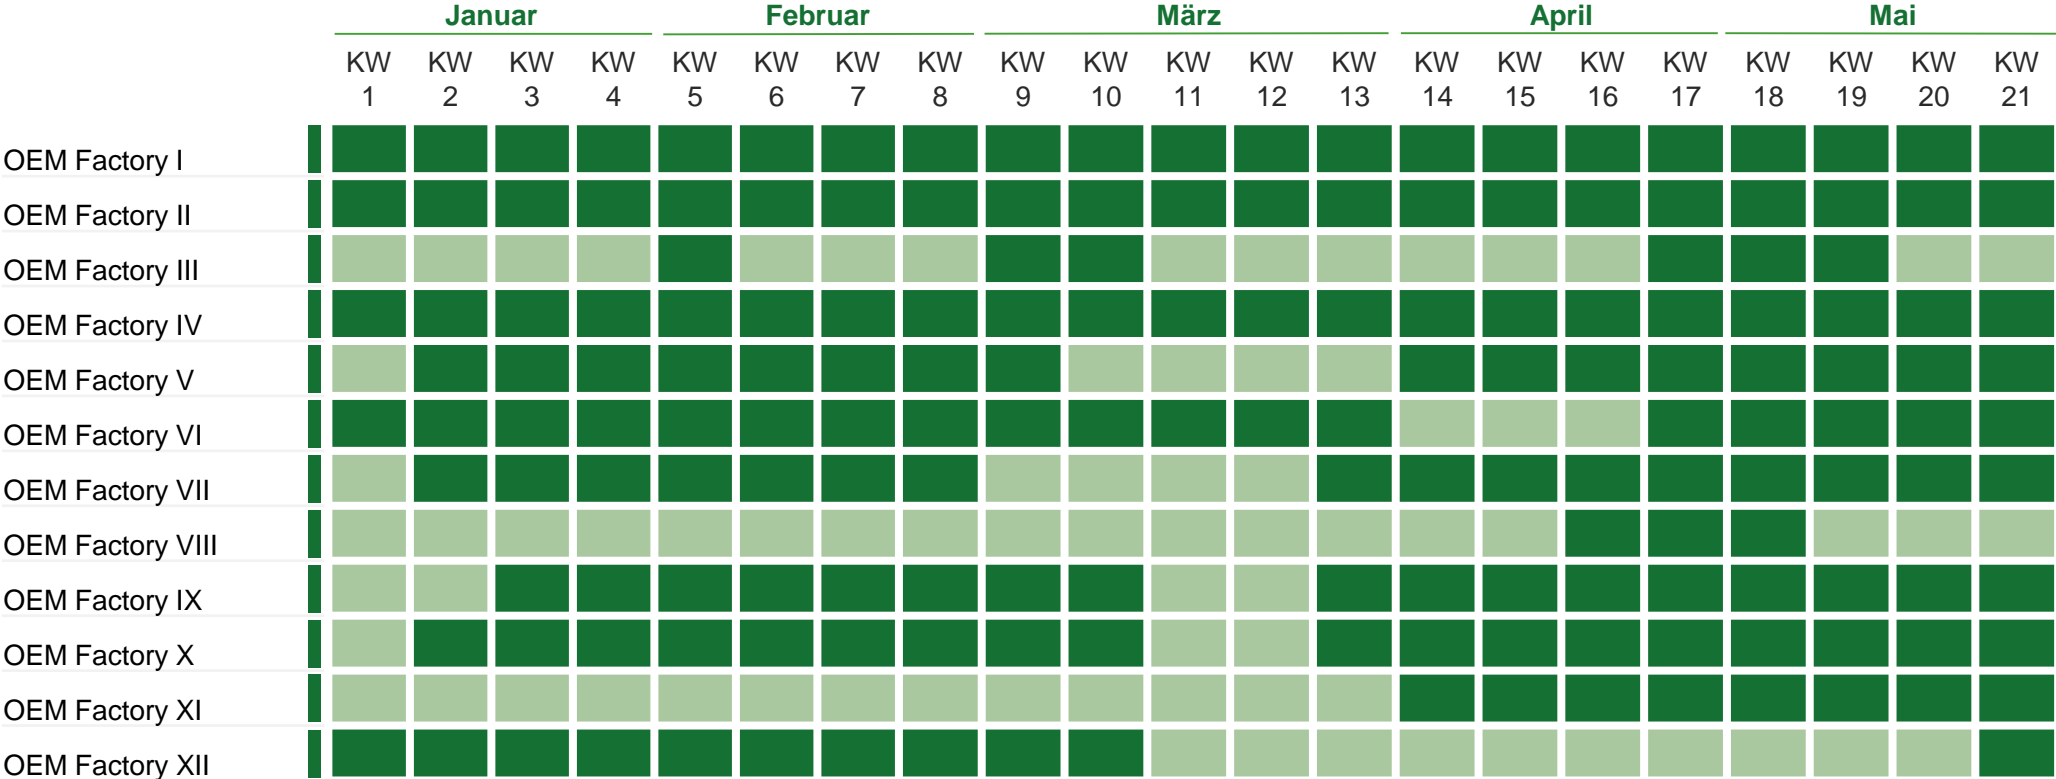 Januar Februar März April Mai
KW KW KW KW KW KW KW KW KW KW KW KW KW KW KW KW KW KW KW KW KW
1 2 3 4 5 6 7 8 9 10 11 12 13 14 15 16 17 18 19 20 21
OEM Factory I
OEM Factory II
OEM Factory III
OEM Factory IV
OEM Factory V
OEM Factory VI
OEM Factory VII
OEM Factory VIII
OEM Factory IX
OEM Factory X
OEM Factory XI
OEM Factory XII